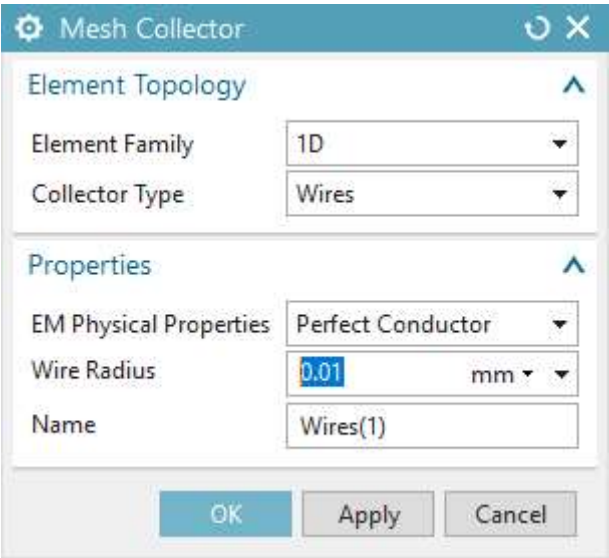 Mesh Collector
Element Topology
Element Family 1D
Collector Type Wires
Properties
EM Physical Properties Perfect Conductor
Wire Radius 0.01 mm
Name Wires(1)
OK Apply Cancel